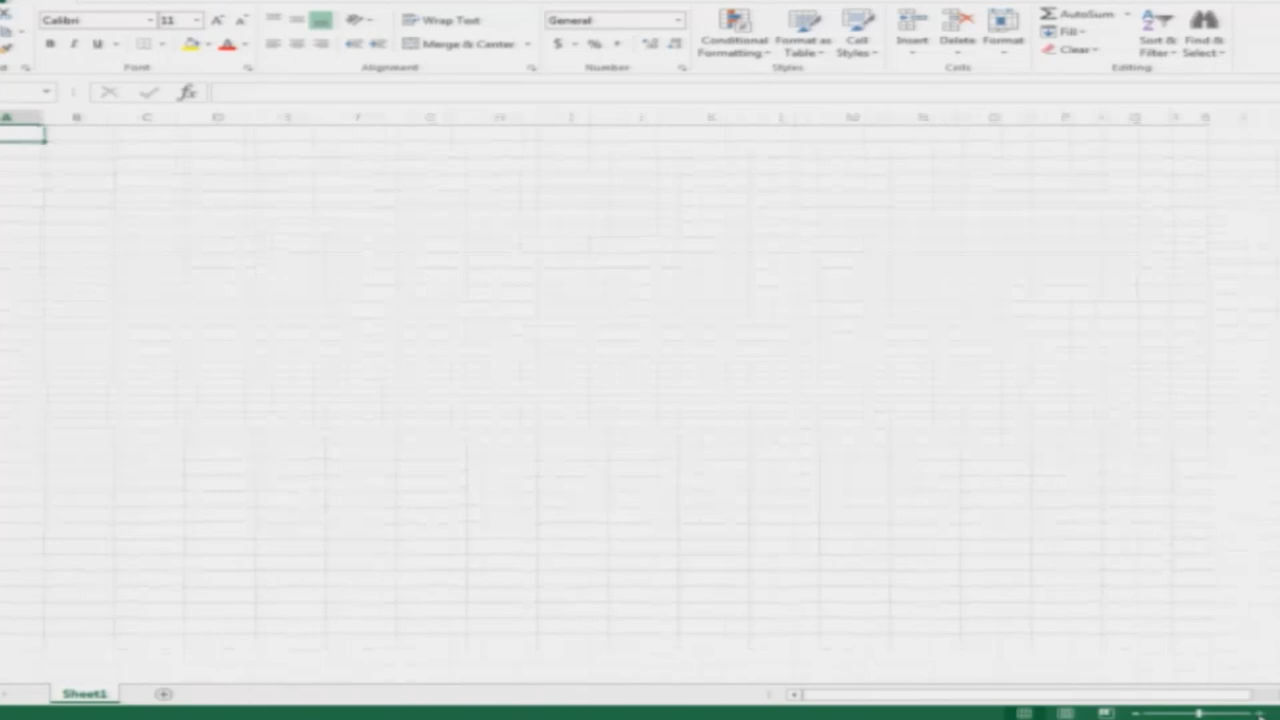 Calibri 11 Wrap Text General AutoSum
Fill
B I Merge & Center $ % Conditional Formatting Format as Table Cell Styles Insert Delete Format Clear Sort & Filter Find & Select
Font Alignment Number Styles Cells Editing
fx
A B C D E F G H I J K L M N O P Q
Sheet1